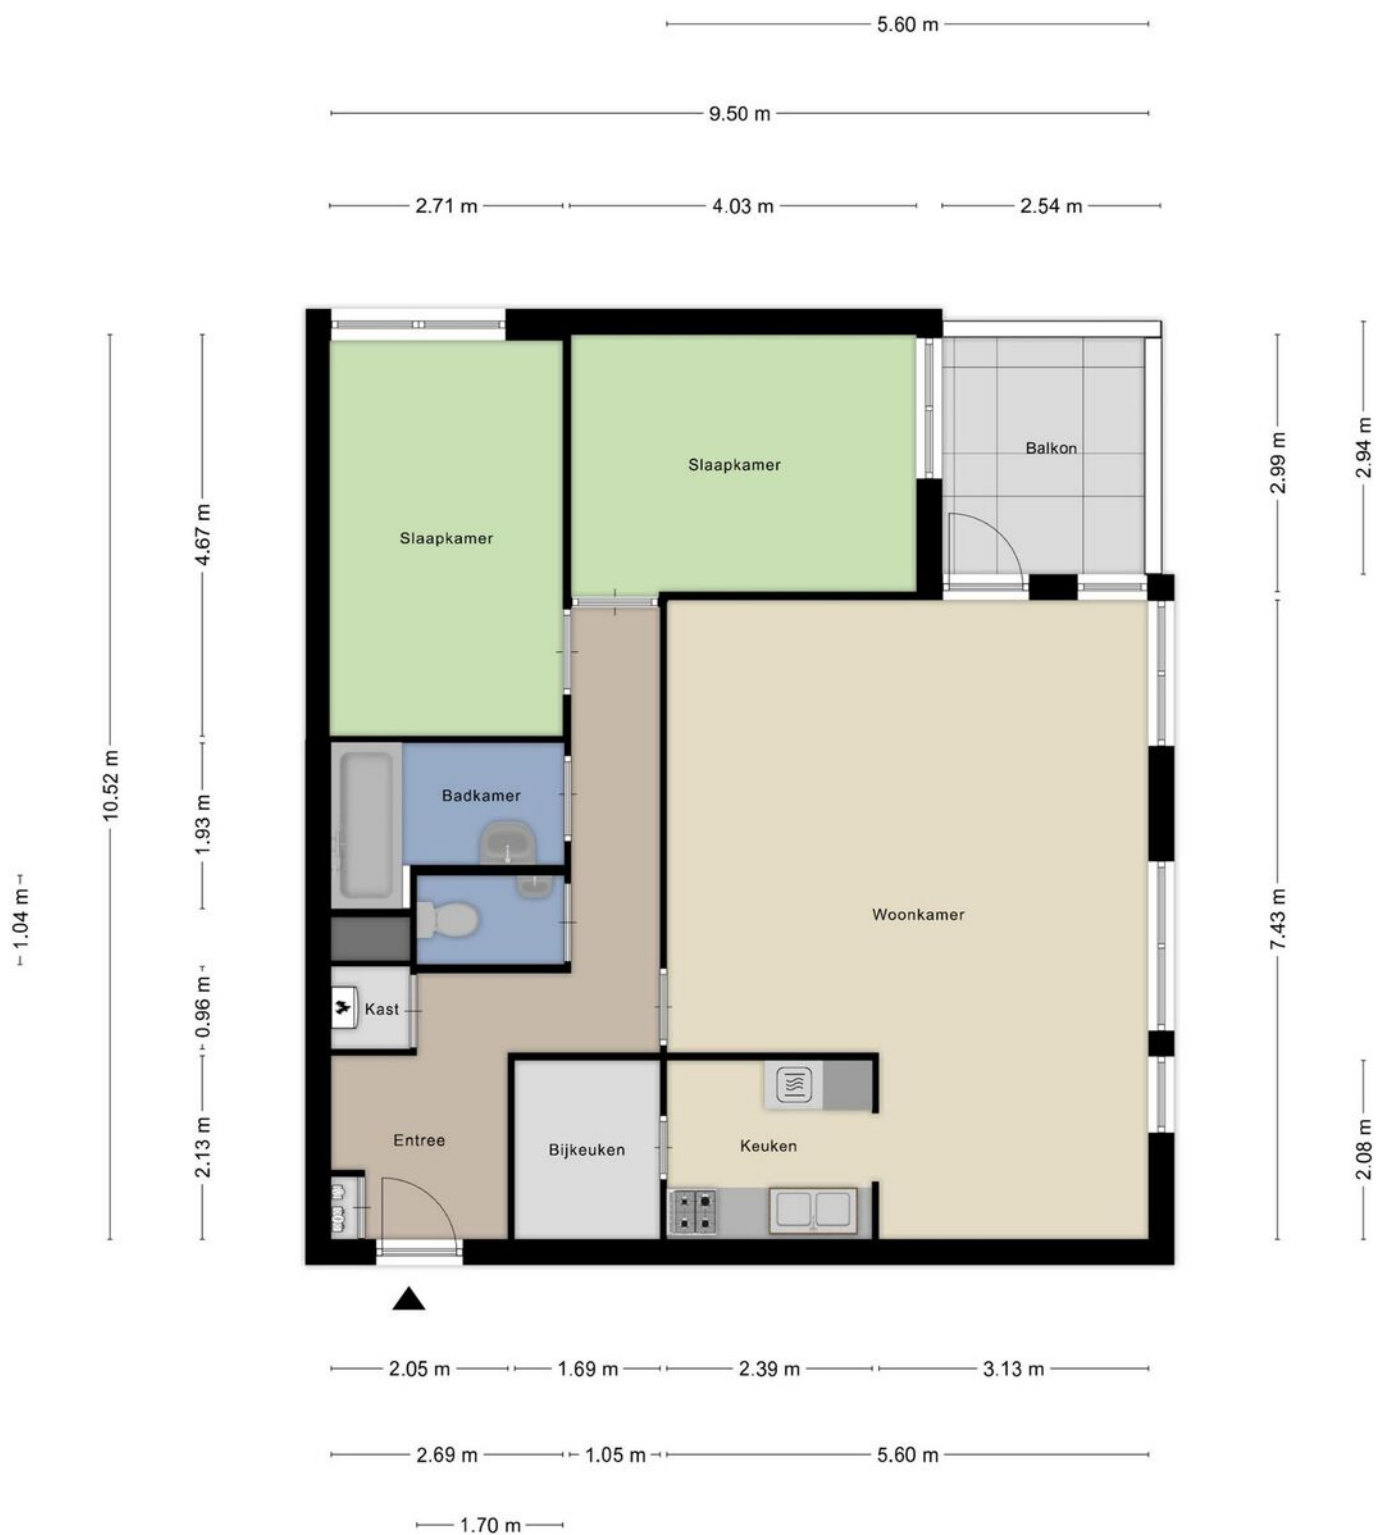 5.60 m
9.50 m
2.71 m
4.03 m
2.54 m
2.99 m
2.94 m
Balkon
Slaapkamer
Slaapkamer
4.67 m
10.52 m
Badkamer
1.93 m
1.04 m
Woonkamer
7.43 m
0.96 m
Kast
Entree
Bijkeuken
Keuken
2.13 m
2.08 m
2.05 m
1.69 m
2.39 m
3.13 m
2.69 m
1.05 m
5.60 m
1.70 m